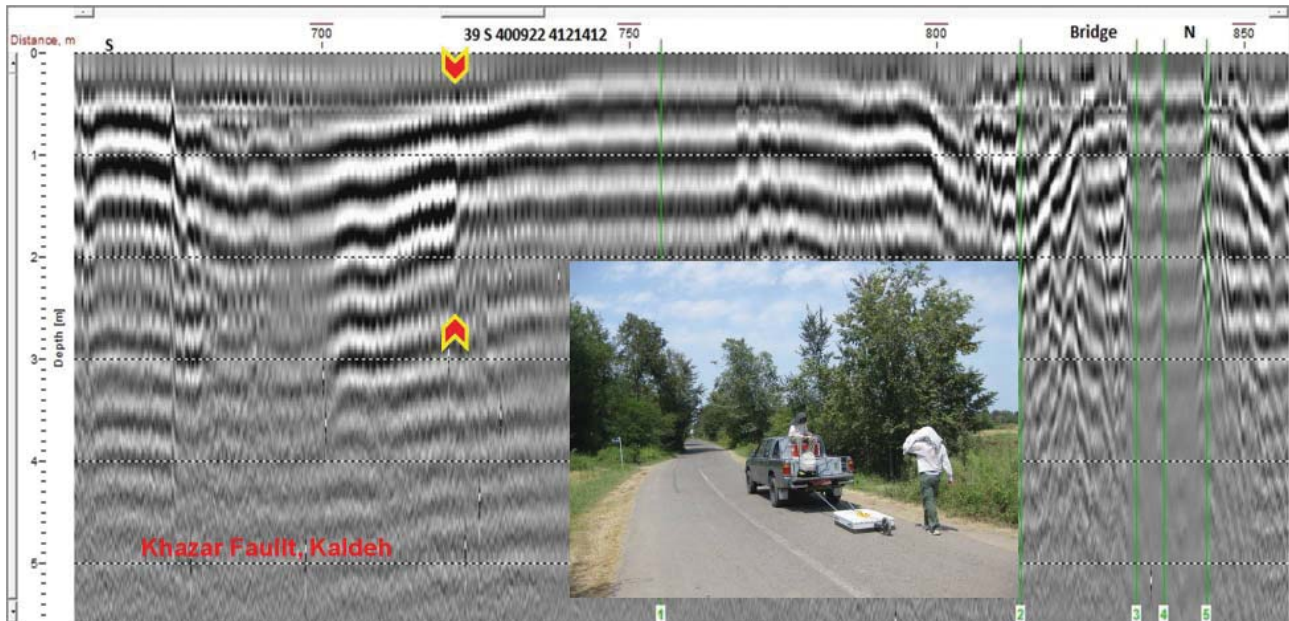 39 S 400922 4121412
700 750 800 Bridge N 850
Distance, m S
0
1
2
3
4
5
Depth [m]
Khazar Faullt, Kaldeh
1 2 3 4 5